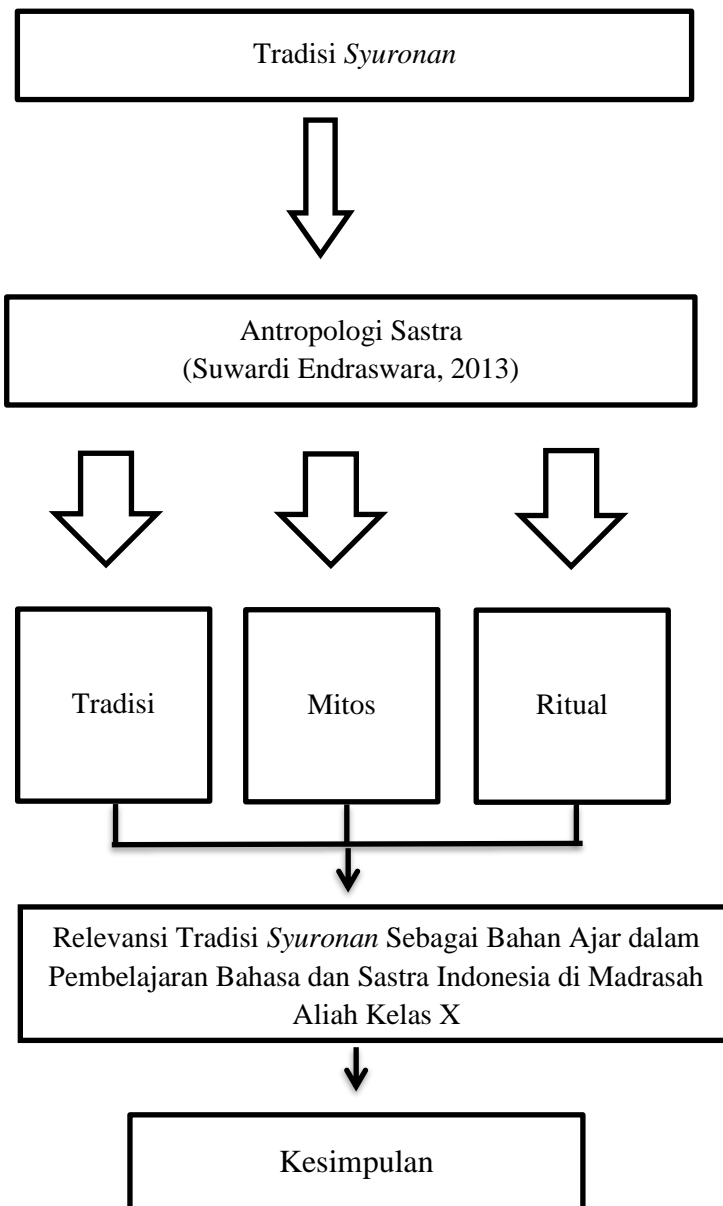 Tradisi Syuronan
Antropologi Sastra
(Suwardi Endraswara, 2013)
Tradisi
Mitos
Ritual
Relevansi Tradisi Syuronan Sebagai Bahan Ajar dalam
Pembelajaran Bahasa dan Sastra Indonesia di Madrasah
Aliah Kelas X
Kesimpulan